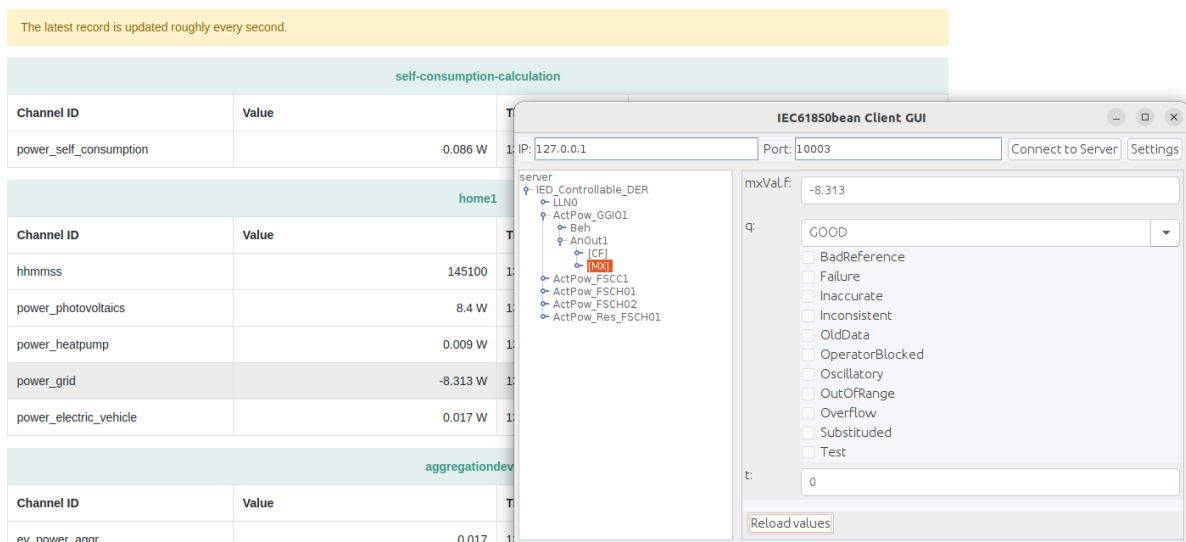 The latest record is updated roughly every second.
self-consumption-calculation
Channel ID Value
power_self_consumption 0.086 W
home1
Channel ID Value
hhmmss 145100
power_photovoltaics 8.4 W
power_heatpump 0.009 W
power_grid -8.313 W
power_electric_vehicle 0.017 W
aggregationdev
Channel ID Value
ev_power_aggr 0.017
IEC61850bean Client GUI
IP: 127.0.0.1 Port: 10003 Connect to Server Settings
server
IED_Controllable_DER
LLN0
ActPow_GGIO1
Beh
AnOut1
[CF]
[MX]
ActPow_FSCC1
ActPow_FSCH01
ActPow_FSCH02
ActPow_Res_FSCH01
mxVal.f: -8.313
q: GOOD
BadReference
Failure
Inaccurate
Inconsistent
OldData
OperatorBlocked
Oscillatory
OutOfRange
Overflow
Substituded
Test
t: 0
Reload values